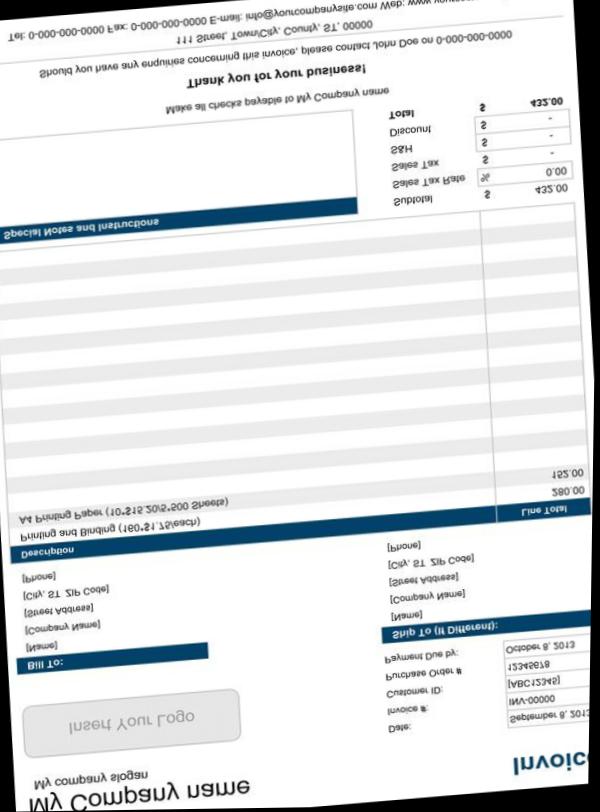 My Company name
Invoice
My company slogan
Insert Your Logo
Date: September 8, 2013
Invoice #: INV-00000
Customer ID: [ABC12345]
Purchase Order # 12345678
Payment Due by: October 8, 2013
Bill To:
[Name]
[Company Name]
[Street Address]
[City, ST ZIP Code]
[Phone]
Ship To (If Different):
[Name]
[Company Name]
[Street Address]
[City, ST ZIP Code]
[Phone]
Description Line Total
Printing and Binding (160*$1.75/each) 280.00
A4 Printing Paper (10*$15.20/5*500 Sheets) 152.00
Special Notes and Instructions
Subtotal $ 432.00
Sales Tax Rate % 0.00
Sales Tax $ -
S&H $ -
Discount $ -
Total $ 432.00
Make all checks payable to My Company name
Thank you for your business!
Should you have any enquiries concerning this invoice, please contact John Doe on 0-000-000-0000
111 Street, Town/City, County, ST, 00000
Tel: 0-000-000-0000 Fax: 0-000-000-0000 E-mail: info@yourcompanysite.com Web: